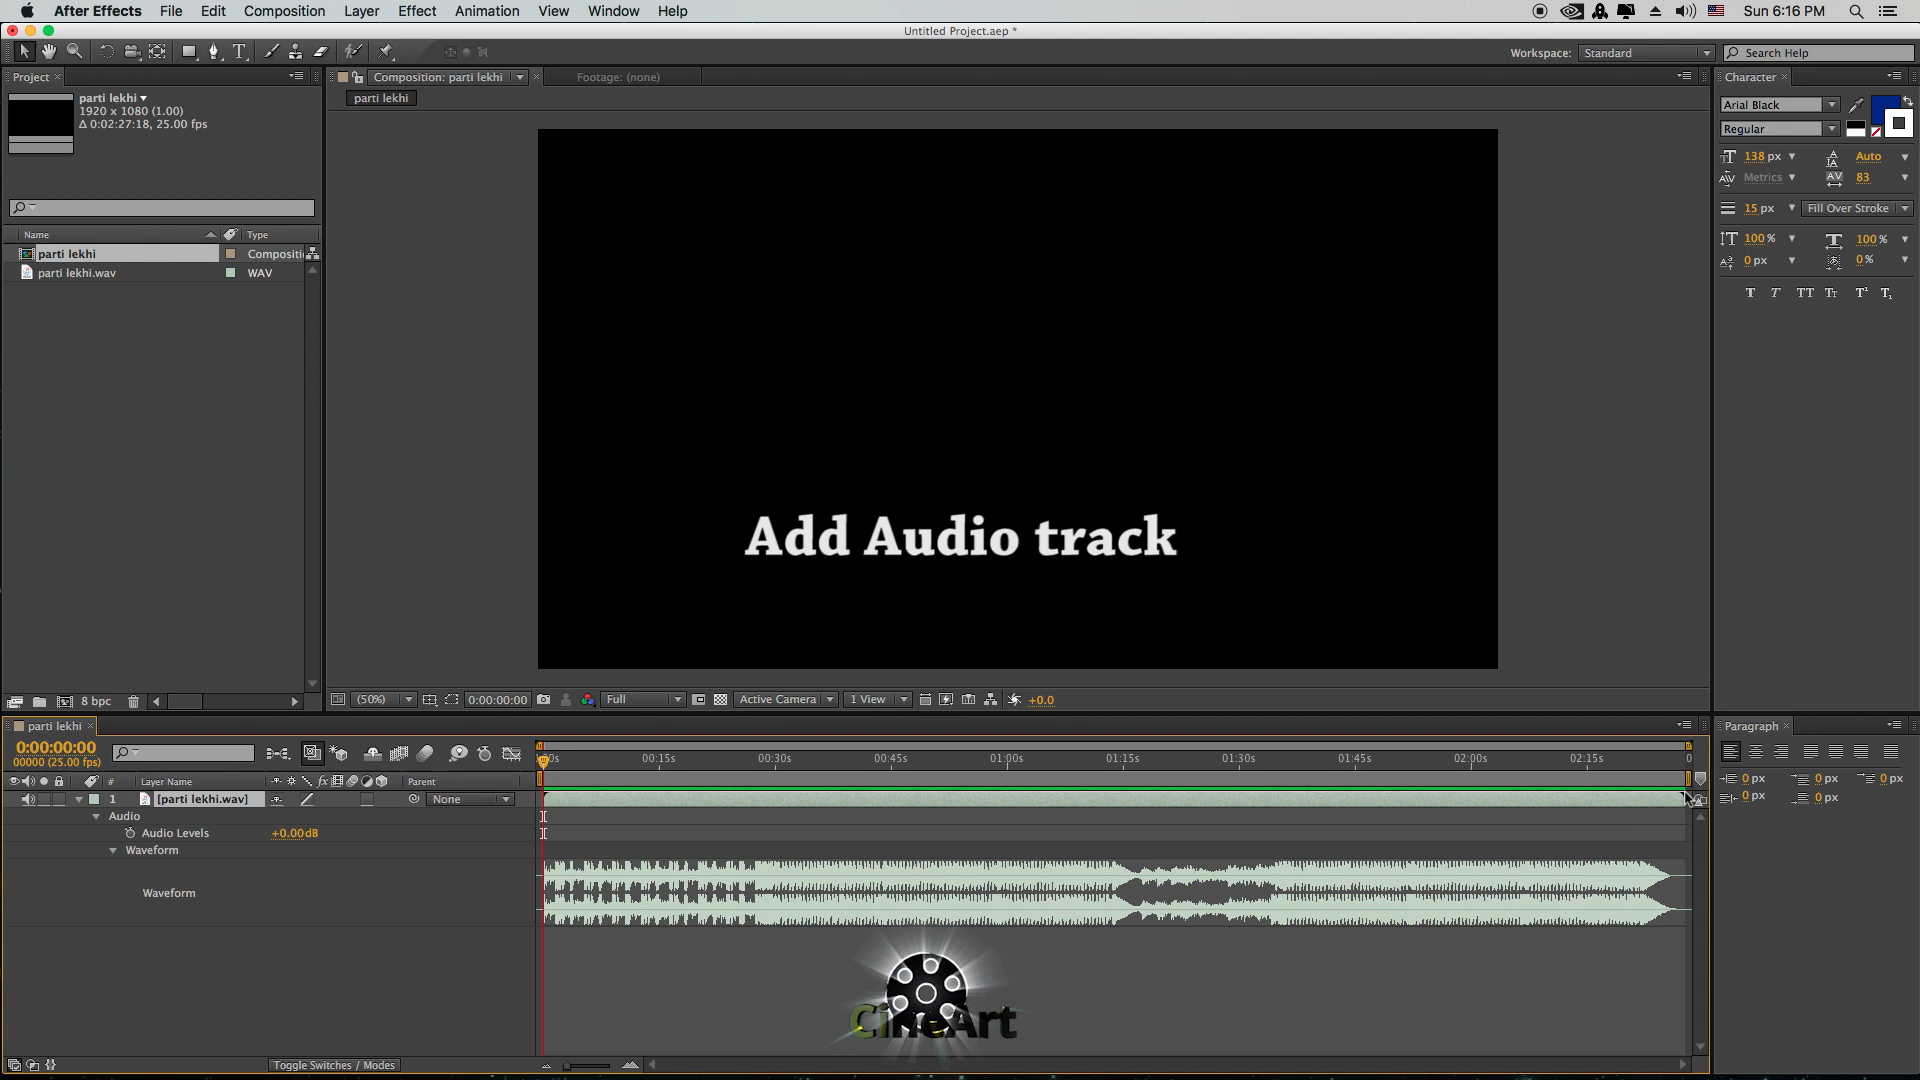 After Effects File Edit Composition Layer Effect Animation View Window Help
Sun 6:16 PM
Untitled Project.aep *
Workspace: Standard
Search Help
Project
Composition: parti lekhi
Footage: (none)
Character
parti lekhi
1920 x 1080 (1.00)
Δ 0:02:27:18, 25.00 fps
parti lekhi
Arial Black
Regular
138 px
Auto
Metrics
83
15 px
Fill Over Stroke
100 %
100 %
0 px
0 %
T T TT Tt T¹ T₁
Name Type
parti lekhi Compositi
parti lekhi.wav WAV
Add Audio track
8 bpc
(50%)
0:00:00:00
Full
Active Camera
1 View
+0.0
parti lekhi
Paragraph
0:00:00:00
00000 (25.00 fps)
00:15s 00:30s 00:45s 01:00s 01:15s 01:30s 01:45s 02:00s 02:15s
0 px 0 px 0 px
0 px 0 px
# Layer Name fx Parent
1 [parti lekhi.wav] None
Audio
Audio Levels +0.00dB
Waveform
Waveform
CineArt
Toggle Switches / Modes